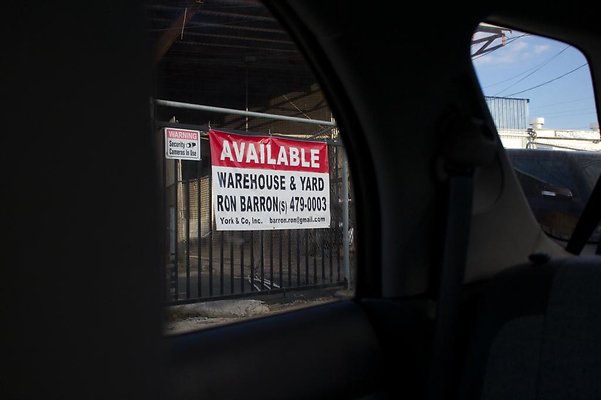 WARNING
Security
Cameras in Use
AVAILABLE
WAREHOUSE & YARD
RON BARRON(S) 479-0003
York & Co, Inc. barron.ron@gmail.com